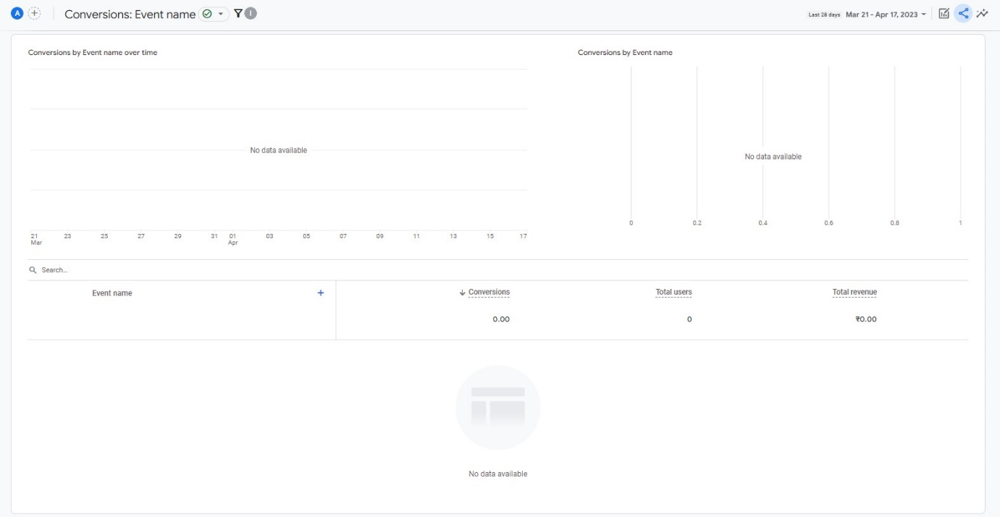 A
Conversions: Event name
I
Last 28 days Mar 21 - Apr 17, 2023
Conversions by Event name over time
No data available
21 23 25 27 29 31 01 03 05 07 09 11 13 15 17
Mar Apr
Conversions by Event name
No data available
0 0.2 0.4 0.6 0.8 1
Search...
Event name + Conversions Total users Total revenue
0.00 0 ₹0.00
No data available